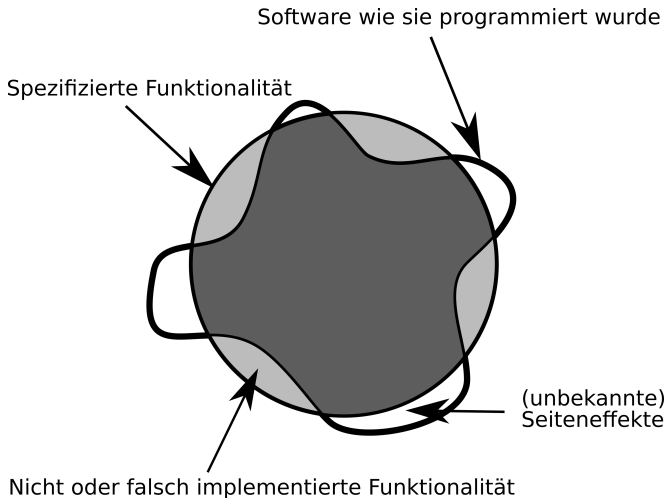 Software wie sie programmiert wurde
Spezifizierte Funktionalität
(unbekannte)
Seiteneffekte
Nicht oder falsch implementierte Funktionalität